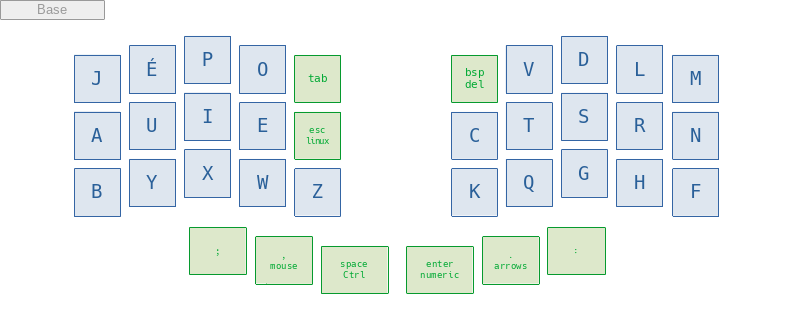 Base
J É P O tab bsp del V D L M
A U I E esc linux C T S R N
B Y X W Z K Q G H F
; , mouse space Ctrl enter numeric . arrows :